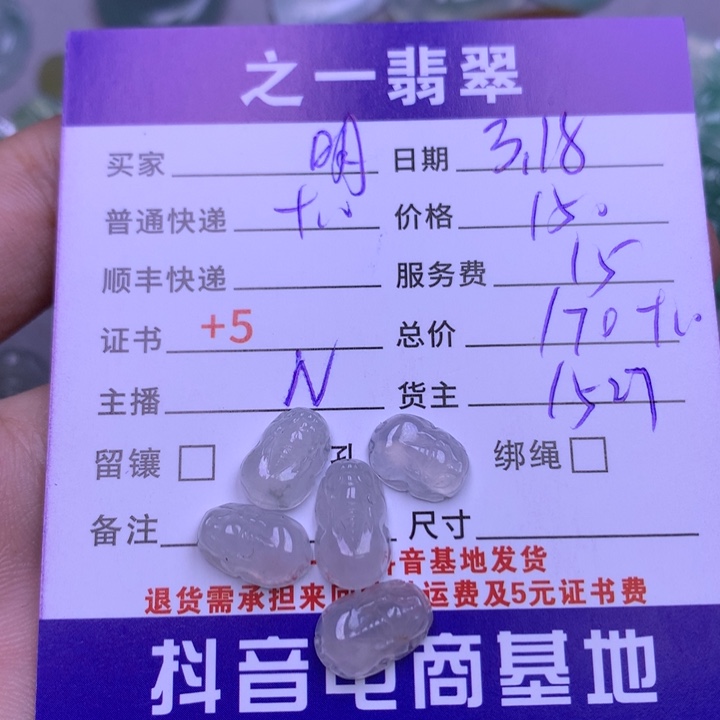 之一翡翠
买家 明 日期 3.18
普通快递 价格 150
顺丰快递 服务费 15
证书 +5 总价 170
主播 N 货主 1527
留镶 □ 孔 绑绳 □
备注 尺寸
抖音基地发货
退货需承担来回 运费及5元证书费
抖音电商基地